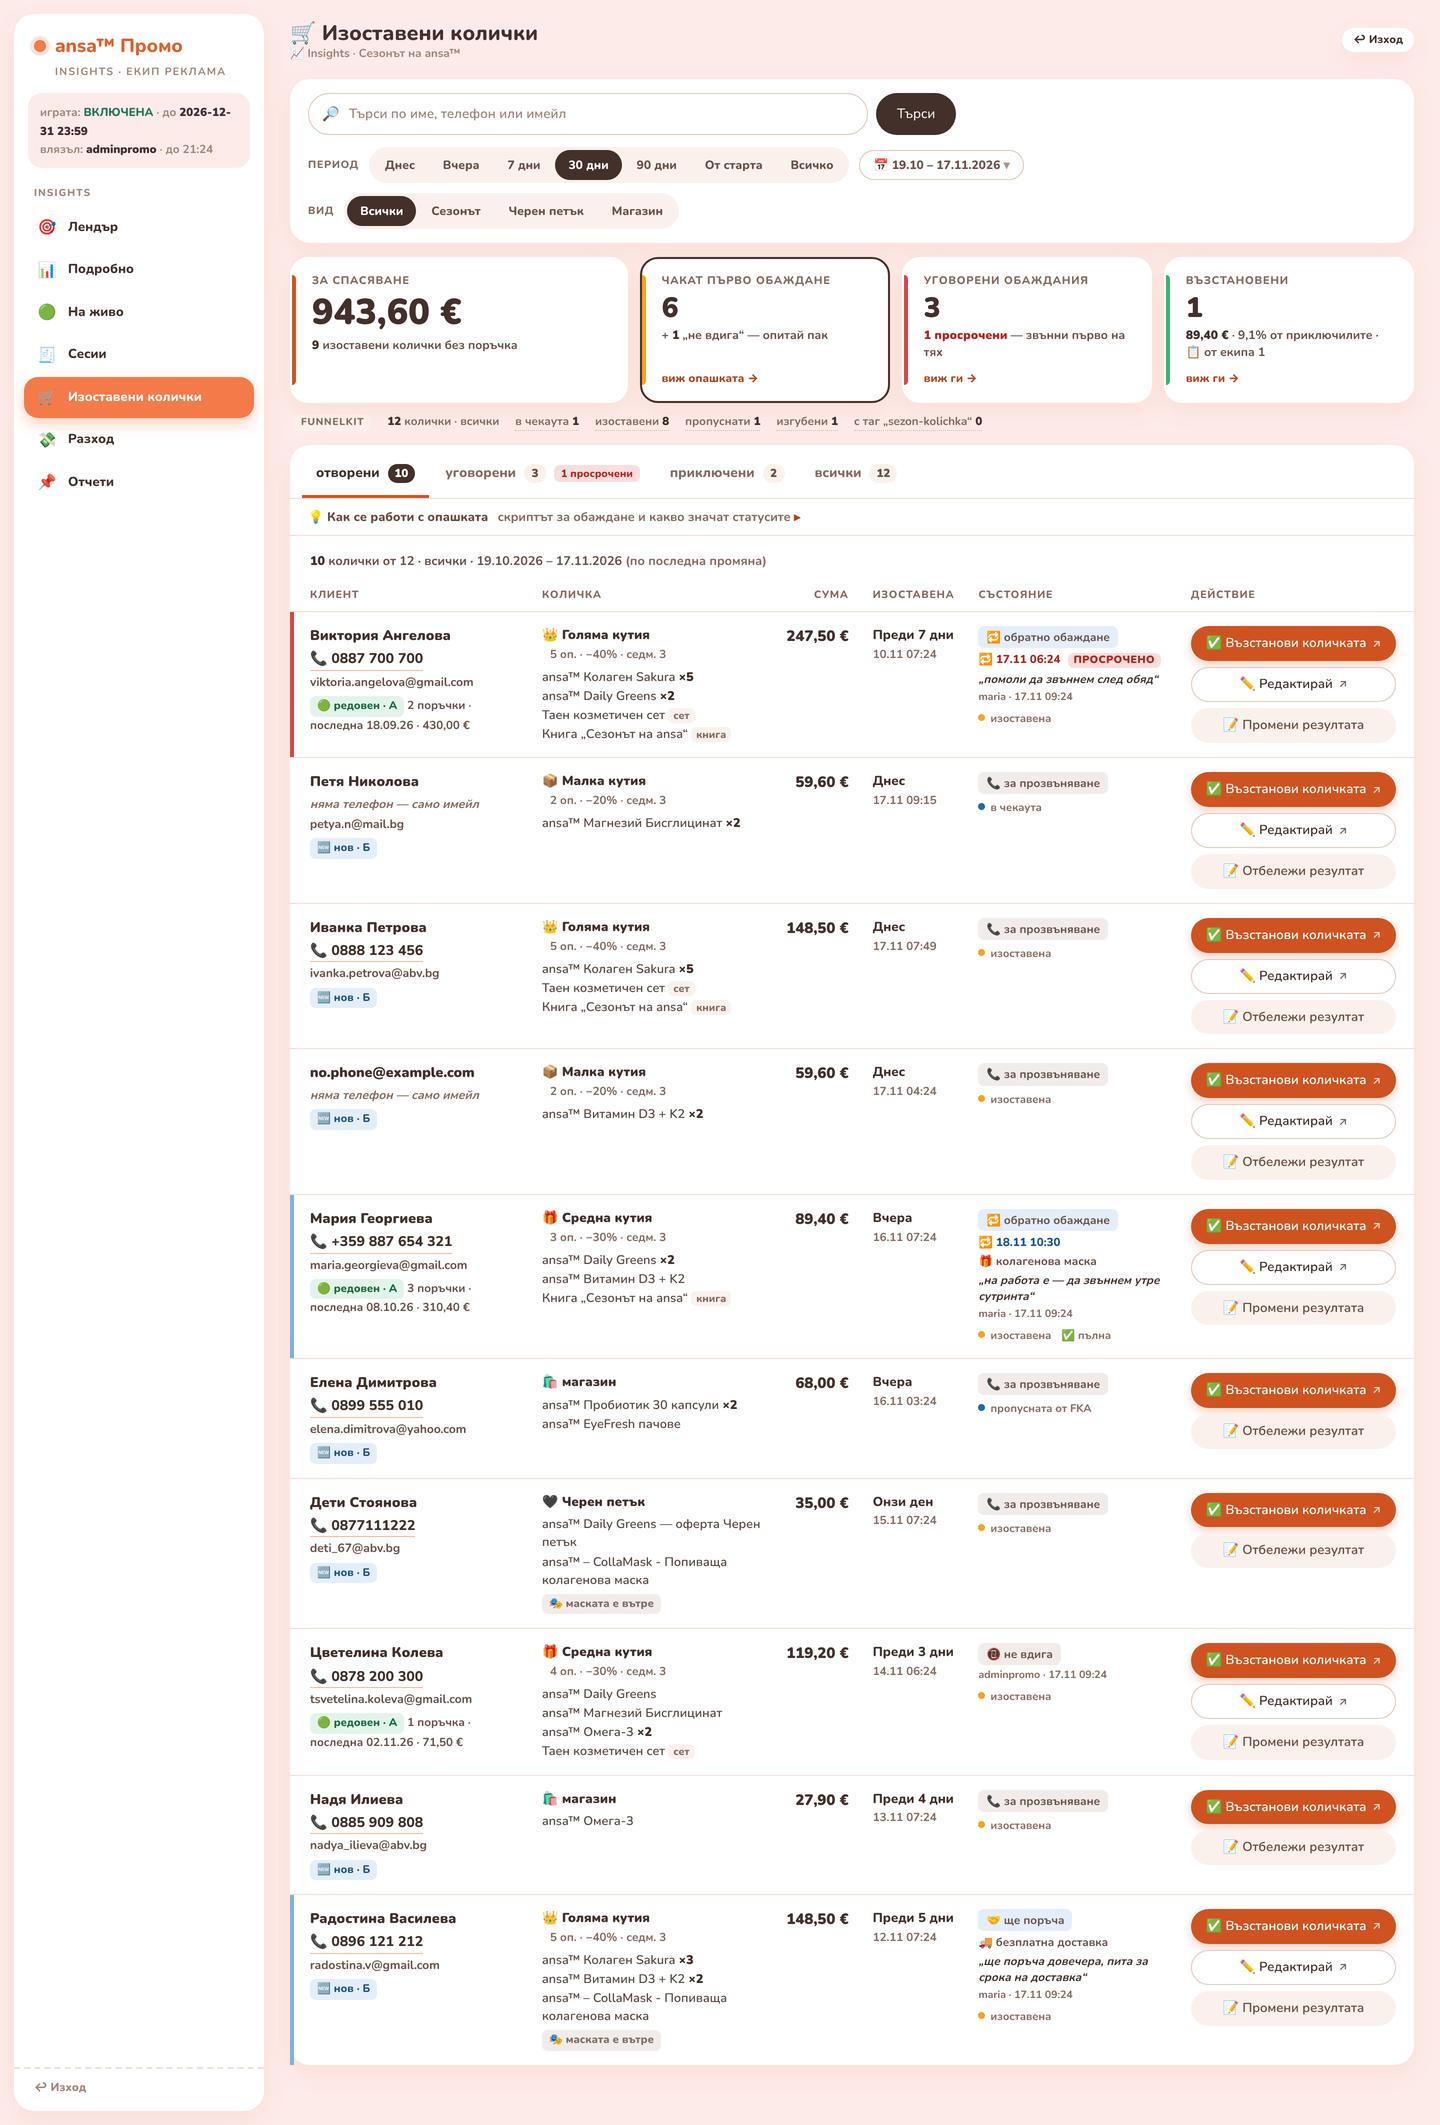 ansa™ Промо
INSIGHTS · ЕКИП РЕКЛАМА
играта: ВКЛЮЧЕНА · до 2026-12-
31 23:59
влязъл: adminpromo · до 21:24
INSIGHTS
Лендър
Подробно
На живо
Сесии
Изоставени колички
Разход
Отчети
↩ Изход
Изоставени колички
Insights · Сезонът на ansa™
↩ Изход
Търси по име, телефон или имейл
Търси
ПЕРИОД Днес Вчера 7 дни 30 дни 90 дни От старта Всичко 19.10 – 17.11.2026 ▾
ВИД Всички Сезонът Черен петък Магазин
ЗА СПАСЯВАНЕ
943,60 €
9 изоставени колички без поръчка
ЧАКАТ ПЪРВО ОБАЖДАНЕ
6
+ 1 „не вдига“ — опитай пак
виж опашката →
УГОВОРЕНИ ОБАЖДАНИЯ
3
1 просрочени — звънни първо на
тях
виж ги →
ВЪЗСТАНОВЕНИ
1
89,40 € · 9,1% от приключилите ·
📋 от екипа 1
виж ги →
FUNNELKIT 12 колички · всички в чекаута 1 изоставени 8 пропуснати 1 изгубени 1 с таг „sezon-kolichka“ 0
отворени 10 уговорени 3 1 просрочени приключени 2 всички 12
💡 Как се работи с опашката скриптът за обаждане и какво значат статусите ▸
10 колички от 12 · всички · 19.10.2026 – 17.11.2026 (по последна промяна)
КЛИЕНТ КОЛИЧКА СУМА ИЗОСТАВЕНА СЪСТОЯНИЕ ДЕЙСТВИЕ
Виктория Ангелова
📞 0887 700 700
viktoria.angelova@gmail.com
🟢 редовен · А 2 поръчки ·
последна 18.09.26 · 430,00 €
👑 Голяма кутия
5 оп. · −40% · седм. 3
ansa™ Колаген Sakura ×5
ansa™ Daily Greens ×2
Таен козметичен сет сет
Книга „Сезонът на ansa“ книга
247,50 €
Преди 7 дни
10.11 07:24
🔁 обратно обаждане
🔁 17.11 06:24 ПРОСРОЧЕНО
„помоли да звъннем след обяд“
maria · 17.11 09:24
изоставена
✅ Възстанови количката ↗
✏️ Редактирай ↗
📝 Промени резултата
Петя Николова
няма телефон — само имейл
petya.n@mail.bg
🆕 нов · Б
📦 Малка кутия
2 оп. · −20% · седм. 3
ansa™ Магнезий Бисглицинат ×2
59,60 €
Днес
17.11 09:15
📞 за прозвъняване
в чекаута
✅ Възстанови количката ↗
✏️ Редактирай ↗
📝 Отбележи резултат
Иванка Петрова
📞 0888 123 456
ivanka.petrova@abv.bg
🆕 нов · Б
👑 Голяма кутия
5 оп. · −40% · седм. 3
ansa™ Колаген Sakura ×5
Таен козметичен сет сет
Книга „Сезонът на ansa“ книга
148,50 €
Днес
17.11 07:49
📞 за прозвъняване
изоставена
✅ Възстанови количката ↗
✏️ Редактирай ↗
📝 Отбележи резултат
no.phone@example.com
няма телефон — само имейл
🆕 нов · Б
📦 Малка кутия
2 оп. · −20% · седм. 3
ansa™ Витамин D3 + K2 ×2
59,60 €
Днес
17.11 04:24
📞 за прозвъняване
изоставена
✅ Възстанови количката ↗
✏️ Редактирай ↗
📝 Отбележи резултат
Мария Георгиева
📞 +359 887 654 321
maria.georgieva@gmail.com
🟢 редовен · А 3 поръчки ·
последна 08.10.26 · 310,40 €
🎁 Средна кутия
3 оп. · −30% · седм. 3
ansa™ Daily Greens ×2
ansa™ Витамин D3 + K2
Книга „Сезонът на ansa“ книга
89,40 €
Вчера
16.11 07:24
🔁 обратно обаждане
🔁 18.11 10:30
🎁 колагенова маска
„на работа е — да звъннем утре
сутринта“
maria · 17.11 09:24
изоставена ✅ пълна
✅ Възстанови количката ↗
✏️ Редактирай ↗
📝 Промени резултата
Елена Димитрова
📞 0899 555 010
elena.dimitrova@yahoo.com
🆕 нов · Б
🛍️ магазин
ansa™ Пробиотик 30 капсули ×2
ansa™ EyeFresh пачове
68,00 €
Вчера
16.11 03:24
📞 за прозвъняване
пропусната от FKA
✅ Възстанови количката ↗
📝 Отбележи резултат
Дети Стоянова
📞 0877111222
deti_67@abv.bg
🆕 нов · Б
🖤 Черен петък
ansa™ Daily Greens — оферта Черен
петък
ansa™ – CollaMask - Попиваща
колагенова маска
🎭 маската е вътре
35,00 €
Онзи ден
15.11 07:24
📞 за прозвъняване
изоставена
✅ Възстанови количката ↗
📝 Отбележи резултат
Цветелина Колева
📞 0878 200 300
tsvetelina.koleva@gmail.com
🟢 редовен · А 1 поръчка ·
последна 02.11.26 · 71,50 €
🎁 Средна кутия
4 оп. · −30% · седм. 3
ansa™ Daily Greens
ansa™ Магнезий Бисглицинат
ansa™ Омега-3 ×2
Таен козметичен сет сет
119,20 €
Преди 3 дни
14.11 06:24
📵 не вдига
adminpromo · 17.11 09:24
изоставена
✅ Възстанови количката ↗
✏️ Редактирай ↗
📝 Промени резултата
Надя Илиева
📞 0885 909 808
nadya_ilieva@abv.bg
🆕 нов · Б
🛍️ магазин
ansa™ Омега-3
27,90 €
Преди 4 дни
13.11 07:24
📞 за прозвъняване
изоставена
✅ Възстанови количката ↗
📝 Отбележи резултат
Радостина Василева
📞 0896 121 212
radostina.v@gmail.com
🆕 нов · Б
👑 Голяма кутия
5 оп. · −40% · седм. 3
ansa™ Колаген Sakura ×3
ansa™ Витамин D3 + K2 ×2
ansa™ – CollaMask - Попиваща
колагенова маска
🎭 маската е вътре
148,50 €
Преди 5 дни
12.11 07:24
🤝 ще поръча
🚚 безплатна доставка
„ще поръча довечера, пита за
срока на доставка“
maria · 17.11 09:24
изоставена
✅ Възстанови количката ↗
✏️ Редактирай ↗
📝 Промени резултата